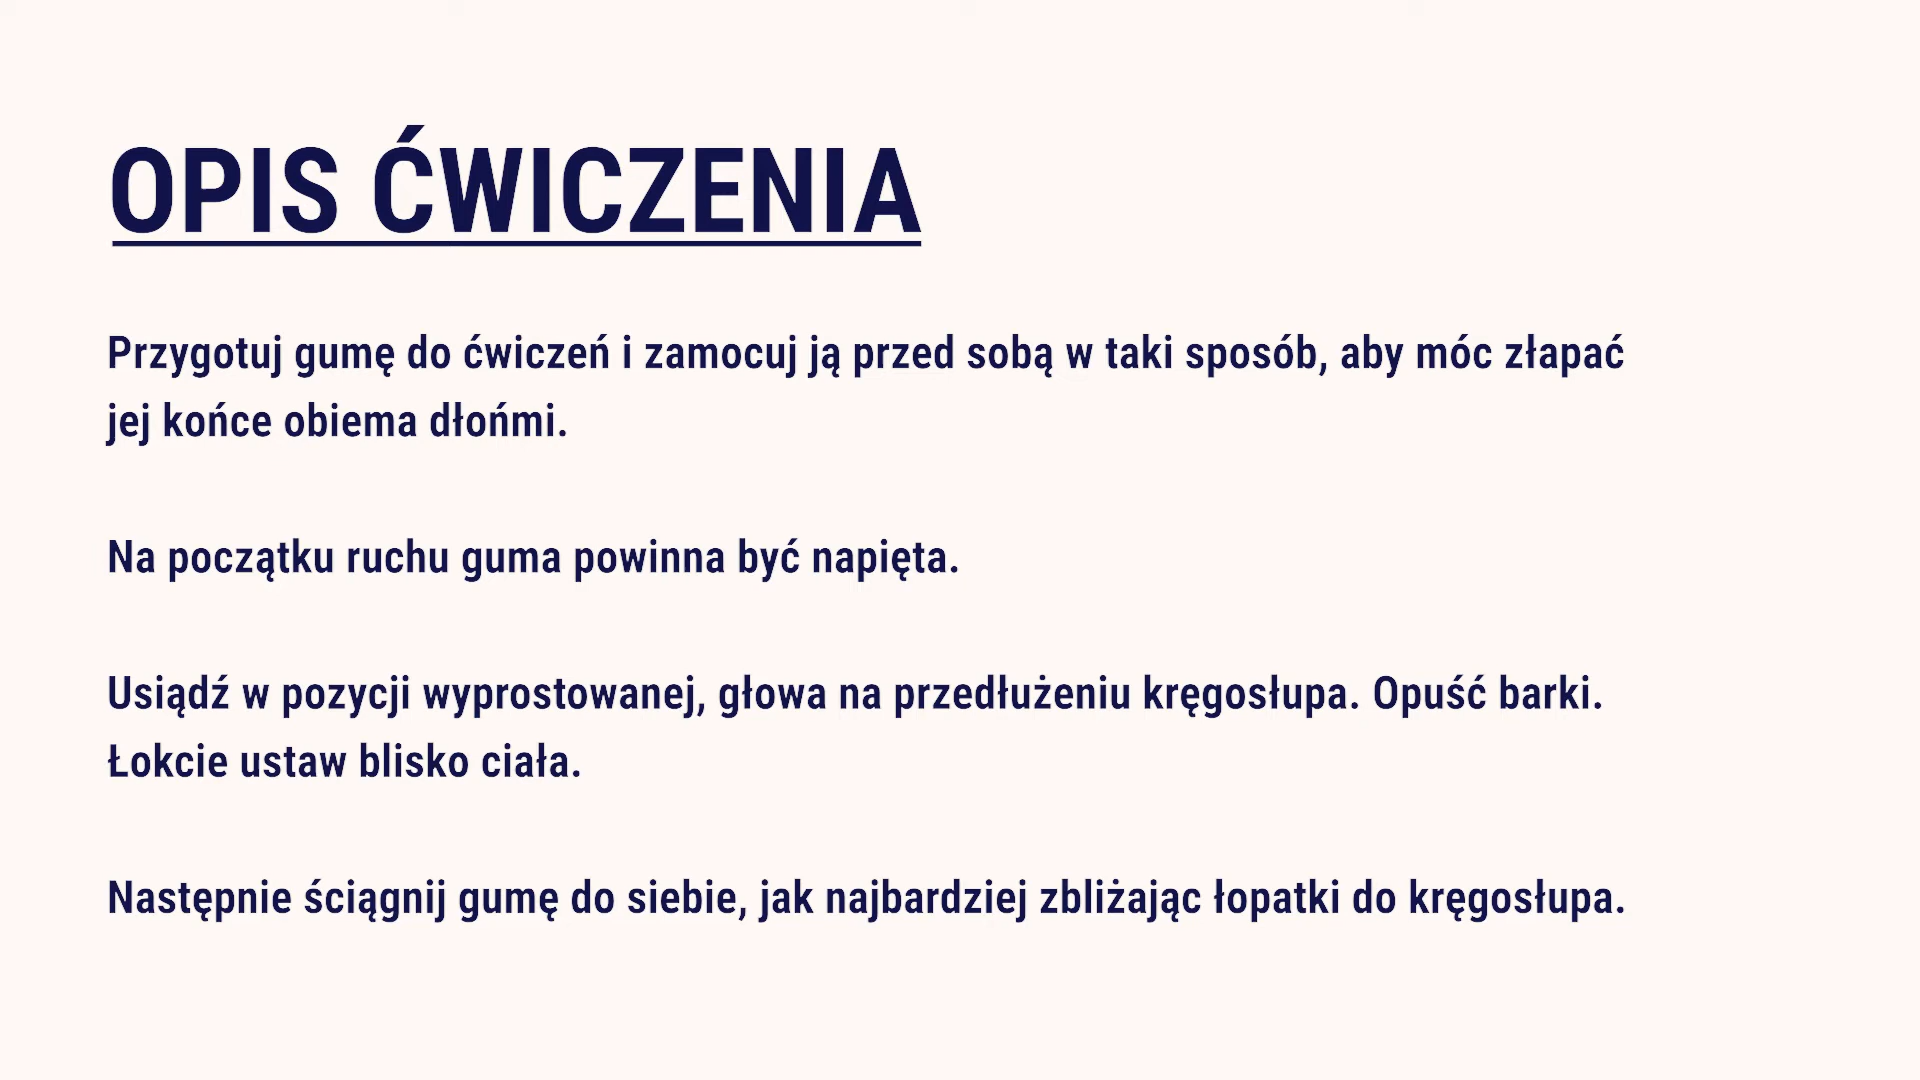 OPIS ĆWICZENIA
Przygotuj gumę do ćwiczeń i zamocuj ją przed sobą w taki sposób, aby móc złapać
jej końce obiema dłońmi.
Na początku ruchu guma powinna być napięta.
Usiądź w pozycji wyprostowanej, głowa na przedłużeniu kręgosłupa. Opuść barki.
Łokcie ustaw blisko ciała.
Następnie ściągnij gumę do siebie, jak najbardziej zbliżając łopatki do kręgosłupa.